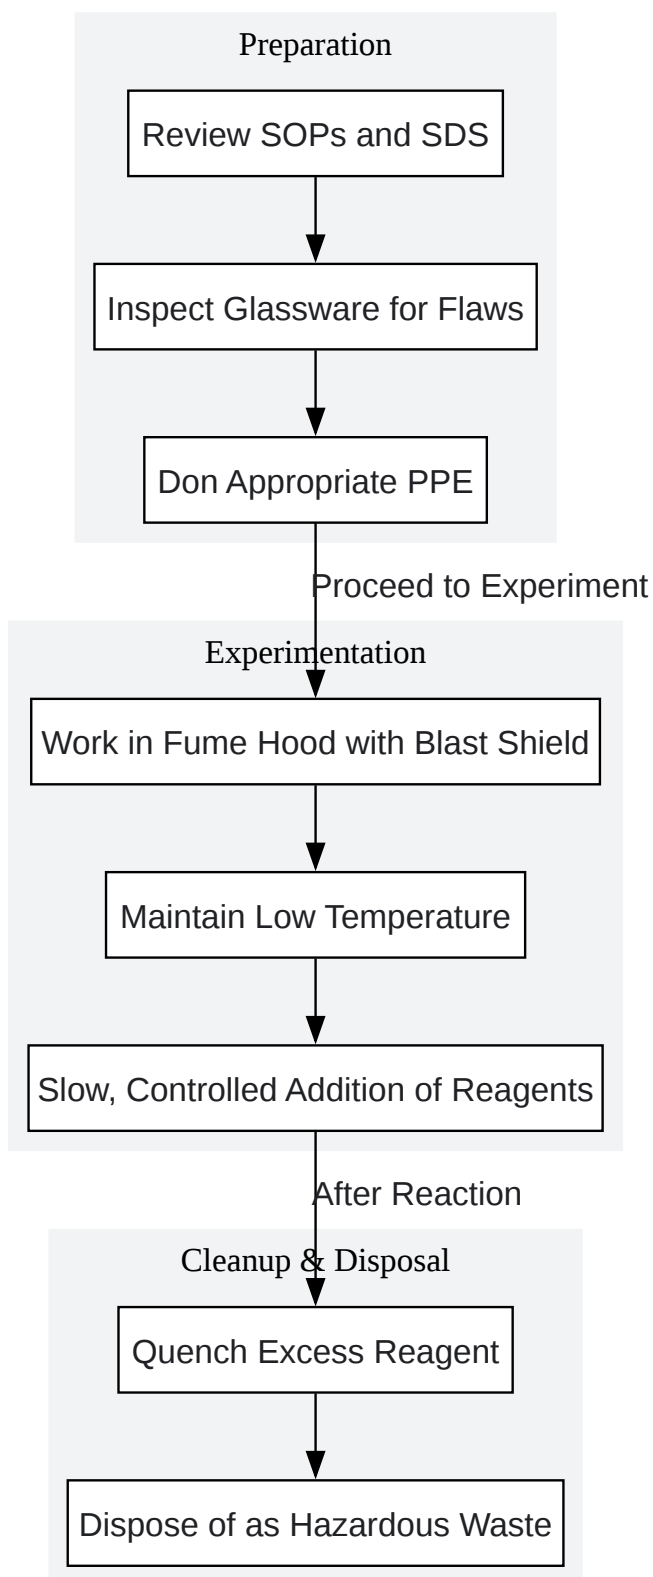 Preparation
Review SOPs and SDS
Inspect Glassware for Flaws
Don Appropriate PPE
Proceed to Experiment
Experimentation
Work in Fume Hood with Blast Shield
Maintain Low Temperature
Slow, Controlled Addition of Reagents
After Reaction
Cleanup & Disposal
Quench Excess Reagent
Dispose of as Hazardous Waste